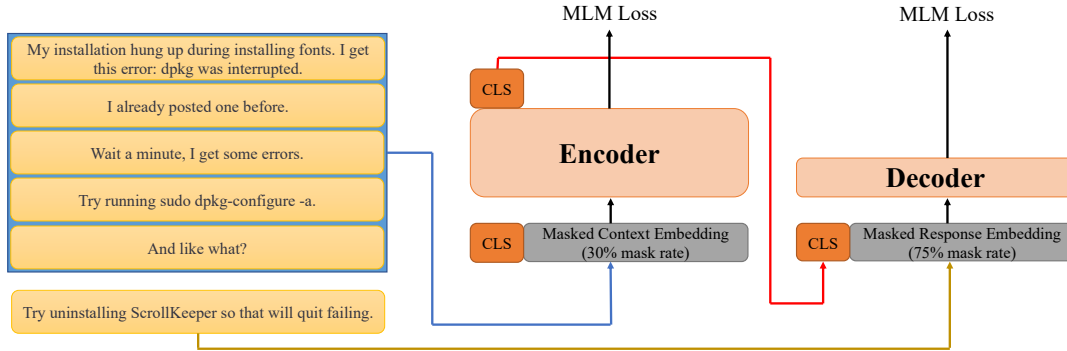 My installation hung up during installing fonts. I get
this error: dpkg was interrupted.
I already posted one before.
Wait a minute, I get some errors.
Try running sudo dpkg-configure -a.
And like what?
Try uninstalling ScrollKeeper so that will quit failing.
MLM Loss
CLS
Encoder
CLS
Masked Context Embedding
(30% mask rate)
MLM Loss
Decoder
CLS
Masked Response Embedding
(75% mask rate)